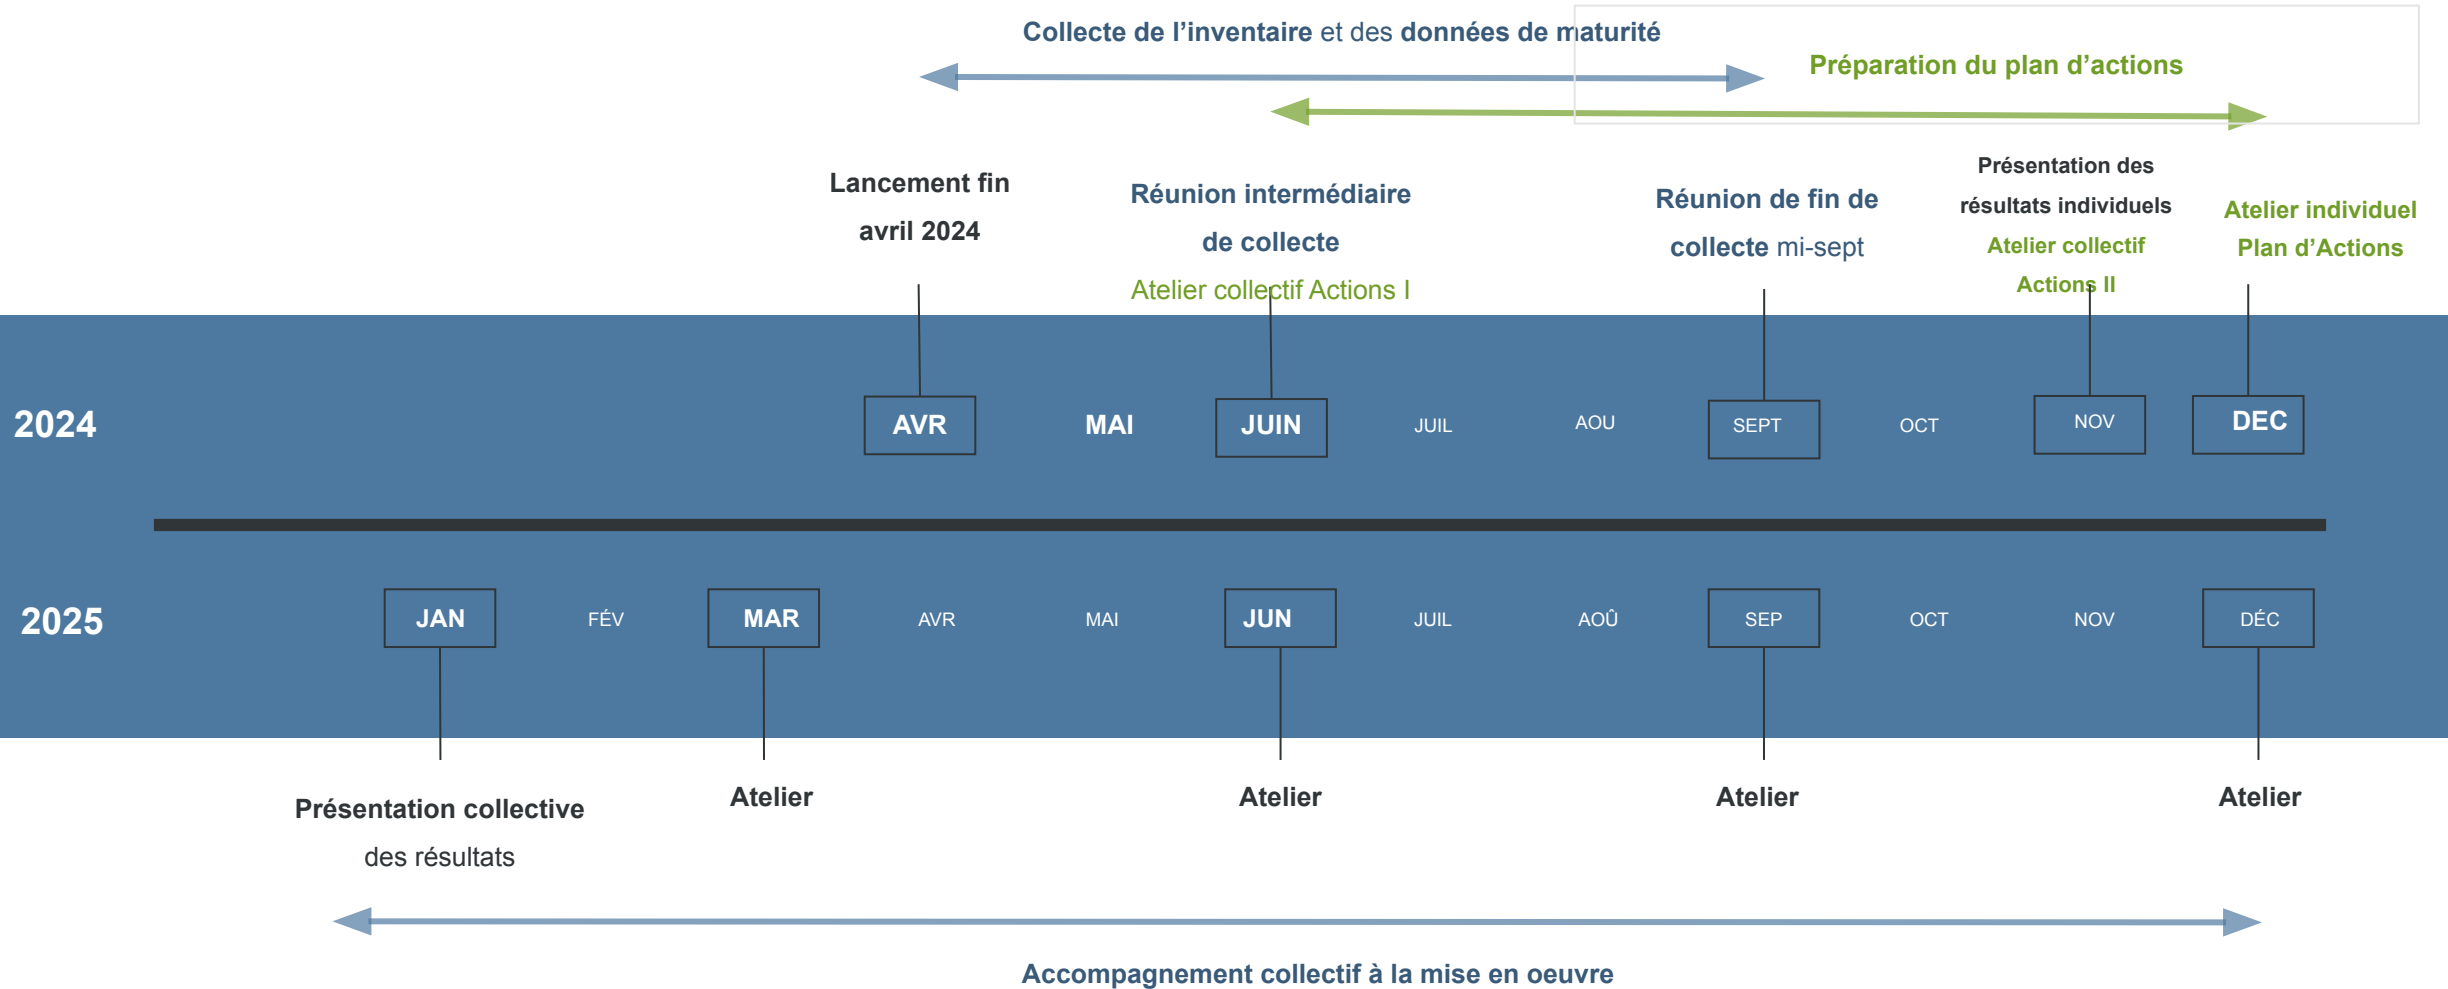 Collecte de l’inventaire et des données de maturité
Préparation du plan d’actions
Lancement fin
avril 2024
Réunion intermédiaire
de collecte
Atelier collectif Actions I
Réunion de fin de
collecte mi-sept
Présentation des
résultats individuels
Atelier collectif
Actions II
Atelier individuel
Plan d’Actions
2024 AVR MAI JUIN JUIL AOU SEPT OCT NOV DEC
2025 JAN FÉV MAR AVR MAI JUN JUIL AOÛ SEP OCT NOV DÉC
Présentation collective
des résultats
Atelier
Atelier
Atelier
Atelier
Accompagnement collectif à la mise en oeuvre